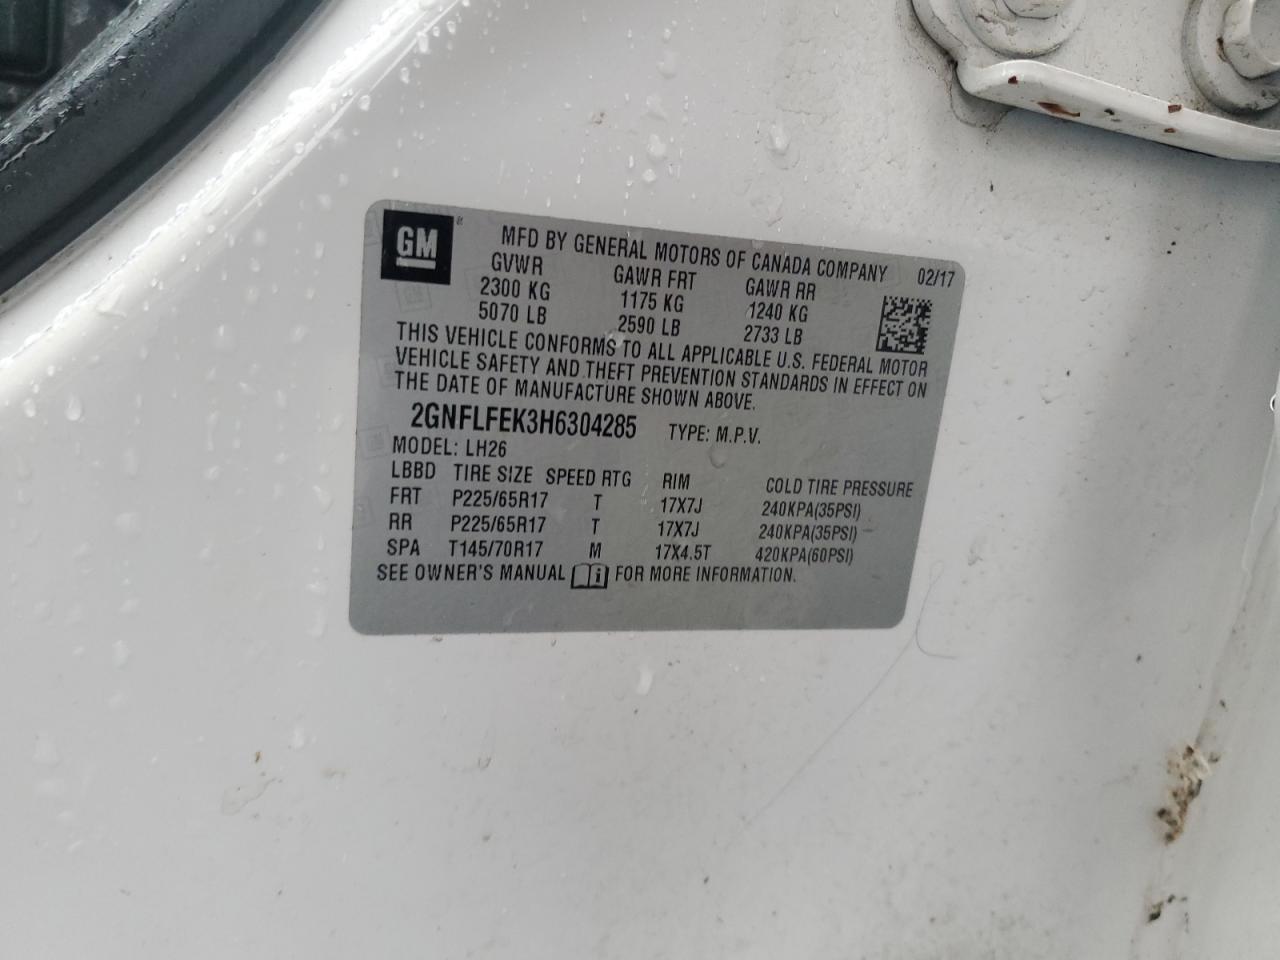 GM
MFD BY GENERAL MOTORS OF CANADA COMPANY 02/17
GVWR GAWR FRT GAWR RR
2300 KG 1175 KG 1240 KG
5070 LB 2590 LB 2733 LB
THIS VEHICLE CONFORMS TO ALL APPLICABLE U.S. FEDERAL MOTOR
VEHICLE SAFETY AND THEFT PREVENTION STANDARDS IN EFFECT ON
THE DATE OF MANUFACTURE SHOWN ABOVE.
2GNFLFEK3H6304285 TYPE: M.P.V.
MODEL: LH26
LBBD TIRE SIZE SPEED RTG RIM COLD TIRE PRESSURE
FRT P225/65R17 T 17X7J 240KPA(35PSI)
RR P225/65R17 T 17X7J 240KPA(35PSI)
SPA T145/70R17 M 17X4.5T 420KPA(60PSI)
SEE OWNER'S MANUAL i FOR MORE INFORMATION.